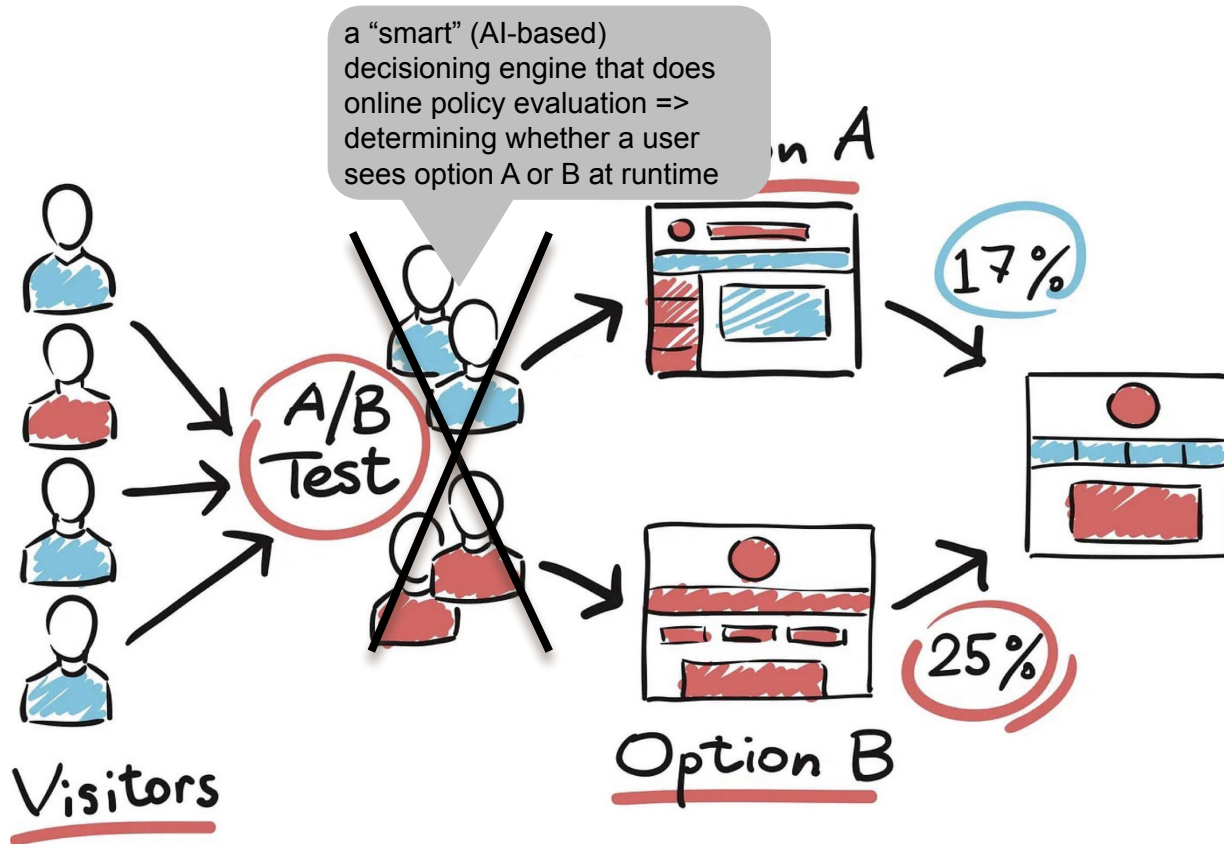 a “smart” (AI-based)
decisioning engine that does
online policy evaluation =>
determining whether a user
sees option A or B at runtime
n A
17%
A/B
Test
25%
Option B
Visitors